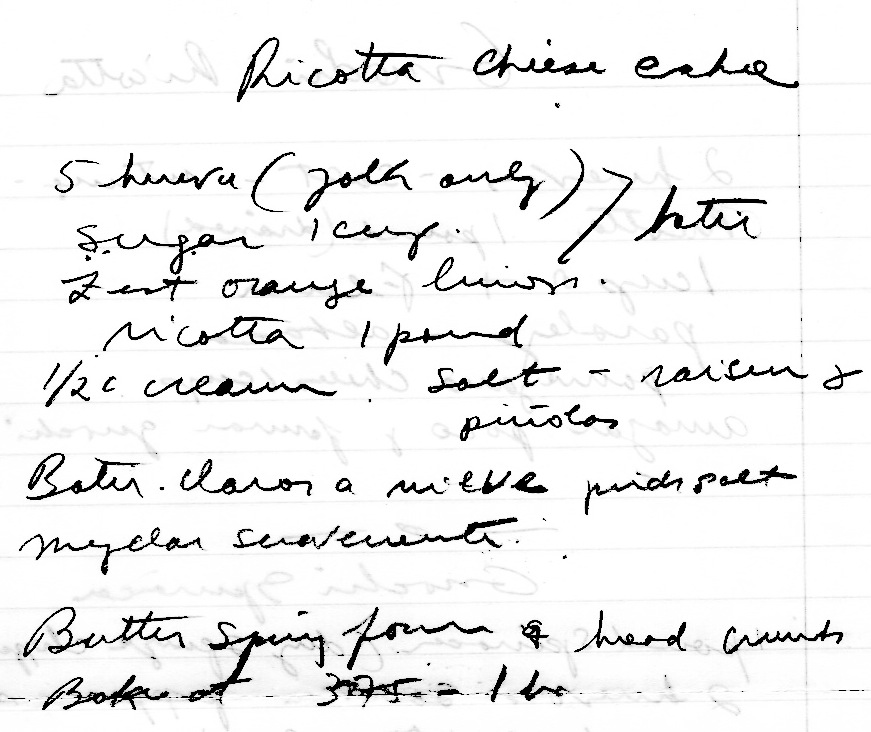 Ricotta cheese cake
5 huevos (yolk only) > batir
sugar 1 cup.
Zest orange limon.
ricotta 1 pound
1/2 c cream. salt - raisin y
piñolas
Batir. claros a nieve pinch salt
mezclar suavemente.
Butter spring form & bread crumbs
Bake at 375 - 1 hr